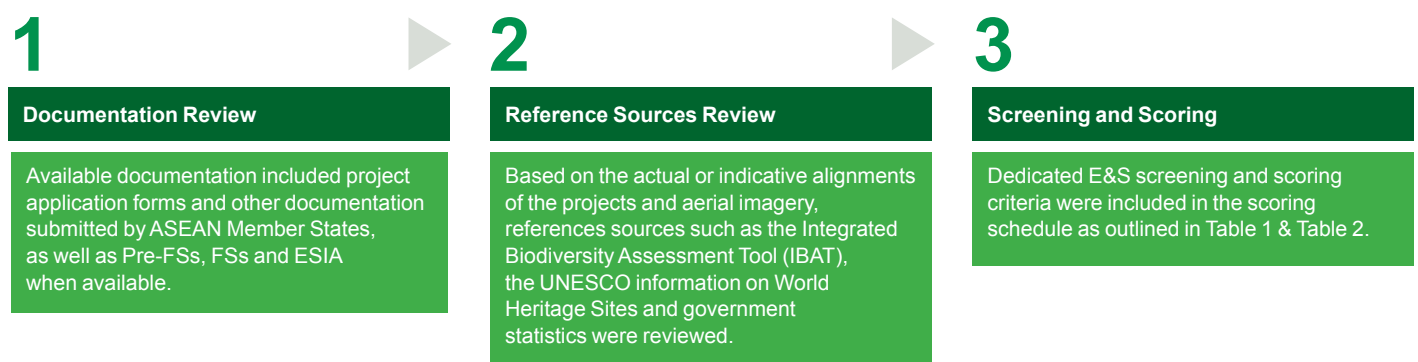 1
Documentation Review
Available documentation included project
application forms and other documentation
submitted by ASEAN Member States,
as well as Pre-FSs, FSs and ESIA
when available.
2
Reference Sources Review
Based on the actual or indicative alignments
of the projects and aerial imagery,
references sources such as the Integrated
Biodiversity Assessment Tool (IBAT),
the UNESCO information on World
Heritage Sites and government
statistics were reviewed.
3
Screening and Scoring
Dedicated E&S screening and scoring
criteria were included in the scoring
schedule as outlined in Table 1 & Table 2.